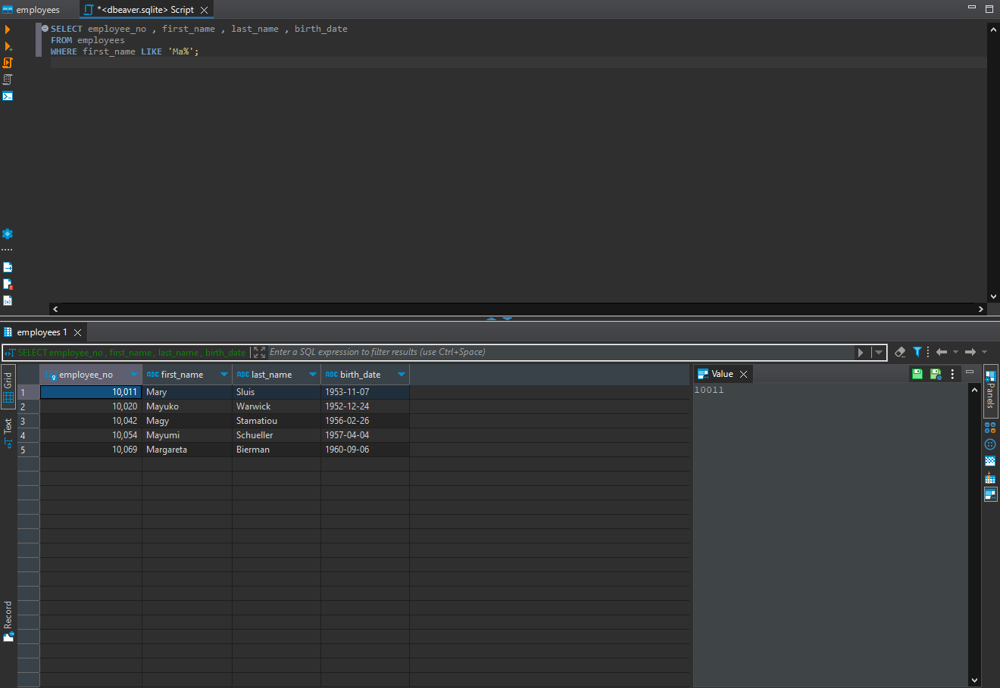 employees
*<dbeaver.sqlite> Script
SELECT employee_no , first_name , last_name , birth_date
FROM employees
WHERE first_name LIKE 'Ma%';
employees 1
SELECT employee_no , first_name , last_name , birth_date
Enter a SQL expression to filter results (use Ctrl+Space)
Grid
Text
Record
employee_no ABC first_name ABC last_name ABC birth_date
1 10,011 Mary Sluis 1953-11-07
2 10,020 Mayuko Warwick 1952-12-24
3 10,042 Magy Stamatiou 1956-02-26
4 10,054 Mayumi Schueller 1957-04-04
5 10,069 Margareta Bierman 1960-09-06
Value
10011
Panels